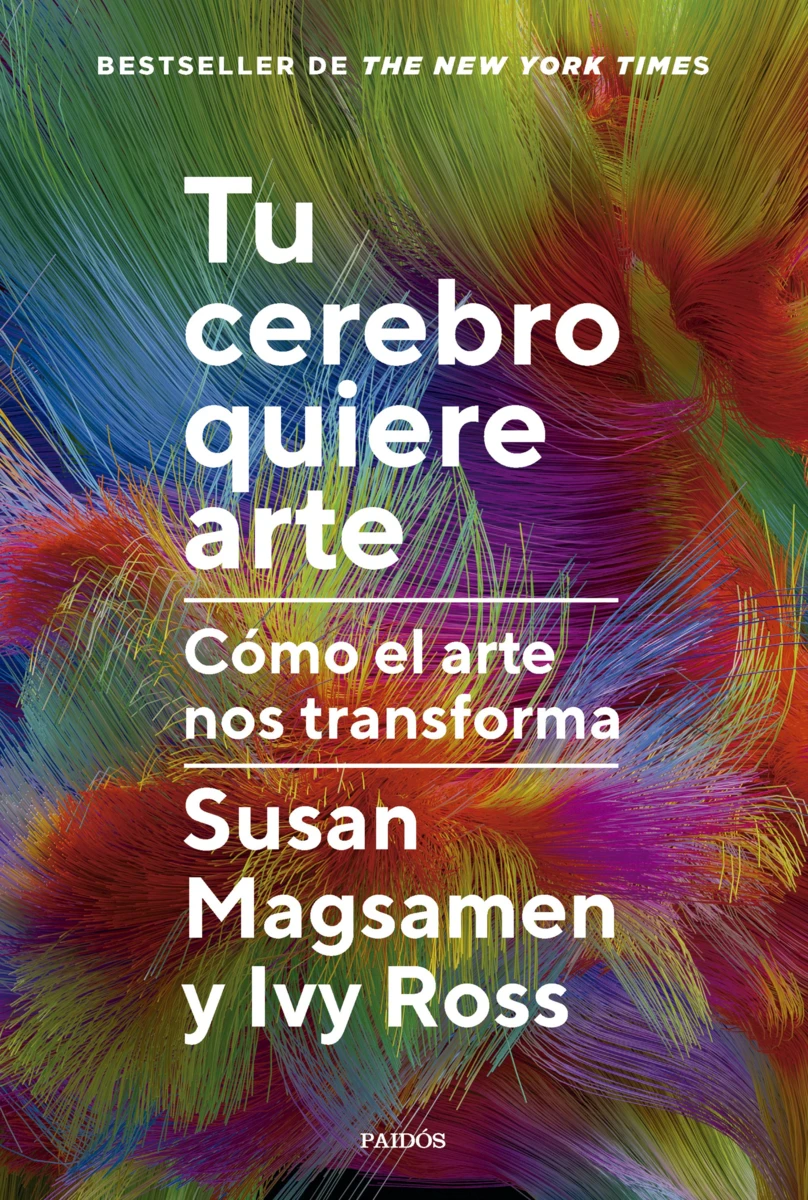 BESTSELLER DE THE NEW YORK TIMES
Tu
cerebro
quiere
arte
Cómo el arte
nos transforma
Susan
Magsamen
y Ivy Ross
PAIDÓS